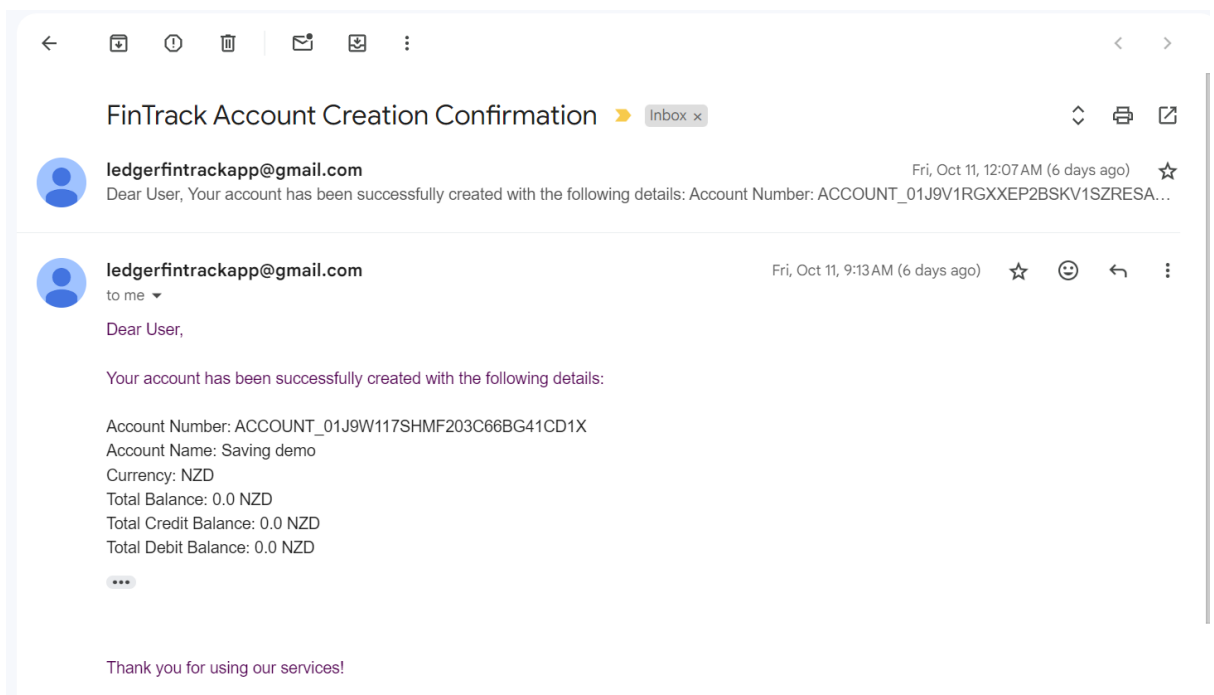 FinTrack Account Creation Confirmation Inbox x
ledgerfintrackapp@gmail.com Fri, Oct 11, 12:07 AM (6 days ago)
Dear User, Your account has been successfully created with the following details: Account Number: ACCOUNT_01J9V1RGXXEP2BSKV1SZRESA...
ledgerfintrackapp@gmail.com Fri, Oct 11, 9:13 AM (6 days ago)
to me
Dear User,
Your account has been successfully created with the following details:
Account Number: ACCOUNT_01J9W117SHMF203C66BG41CD1X
Account Name: Saving demo
Currency: NZD
Total Balance: 0.0 NZD
Total Credit Balance: 0.0 NZD
Total Debit Balance: 0.0 NZD
Thank you for using our services!